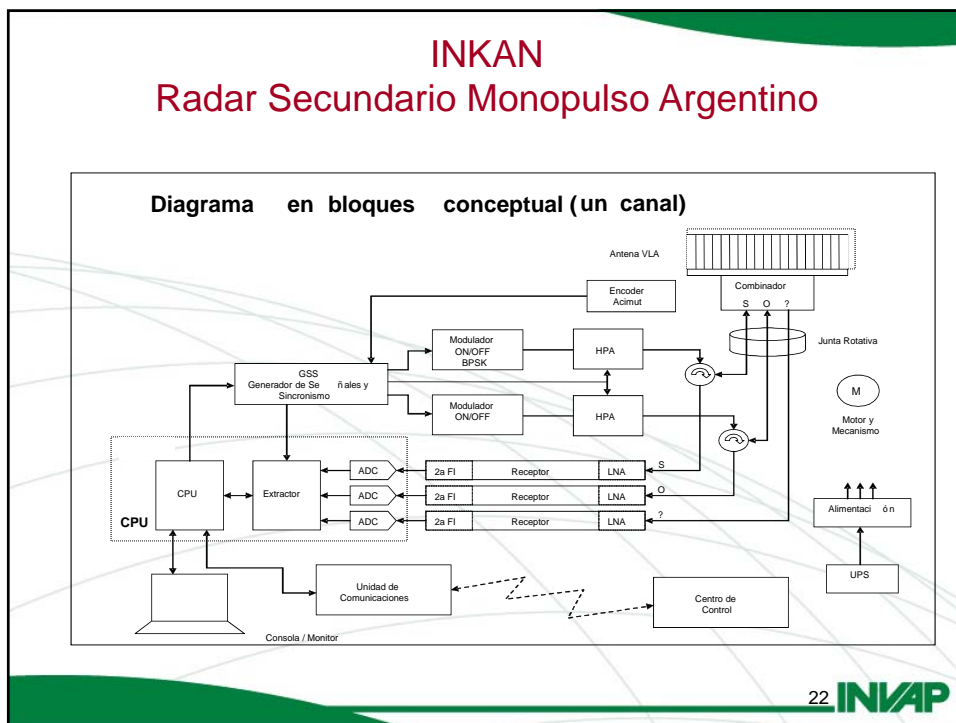 INKAN
Radar Secundario Monopulso Argentino
Diagrama en bloques conceptual (un canal)
Antena VLA
Combinador
S O ?
Encoder
Acimut
Junta Rotativa
Modulador
ON/OFF
BPSK
HPA
GSS
Generador de Se ñales y
Sincronismo
M
Motor y
Mecanismo
Modulador
ON/OFF
HPA
CPU
Extractor
ADC
2a FI
Receptor
LNA
S
ADC
2a FI
Receptor
LNA
O
ADC
2a FI
Receptor
LNA
?
CPU
Alimentaci ón
UPS
Unidad de
Comunicaciones
Centro de
Control
Consola / Monitor
22 INVAP